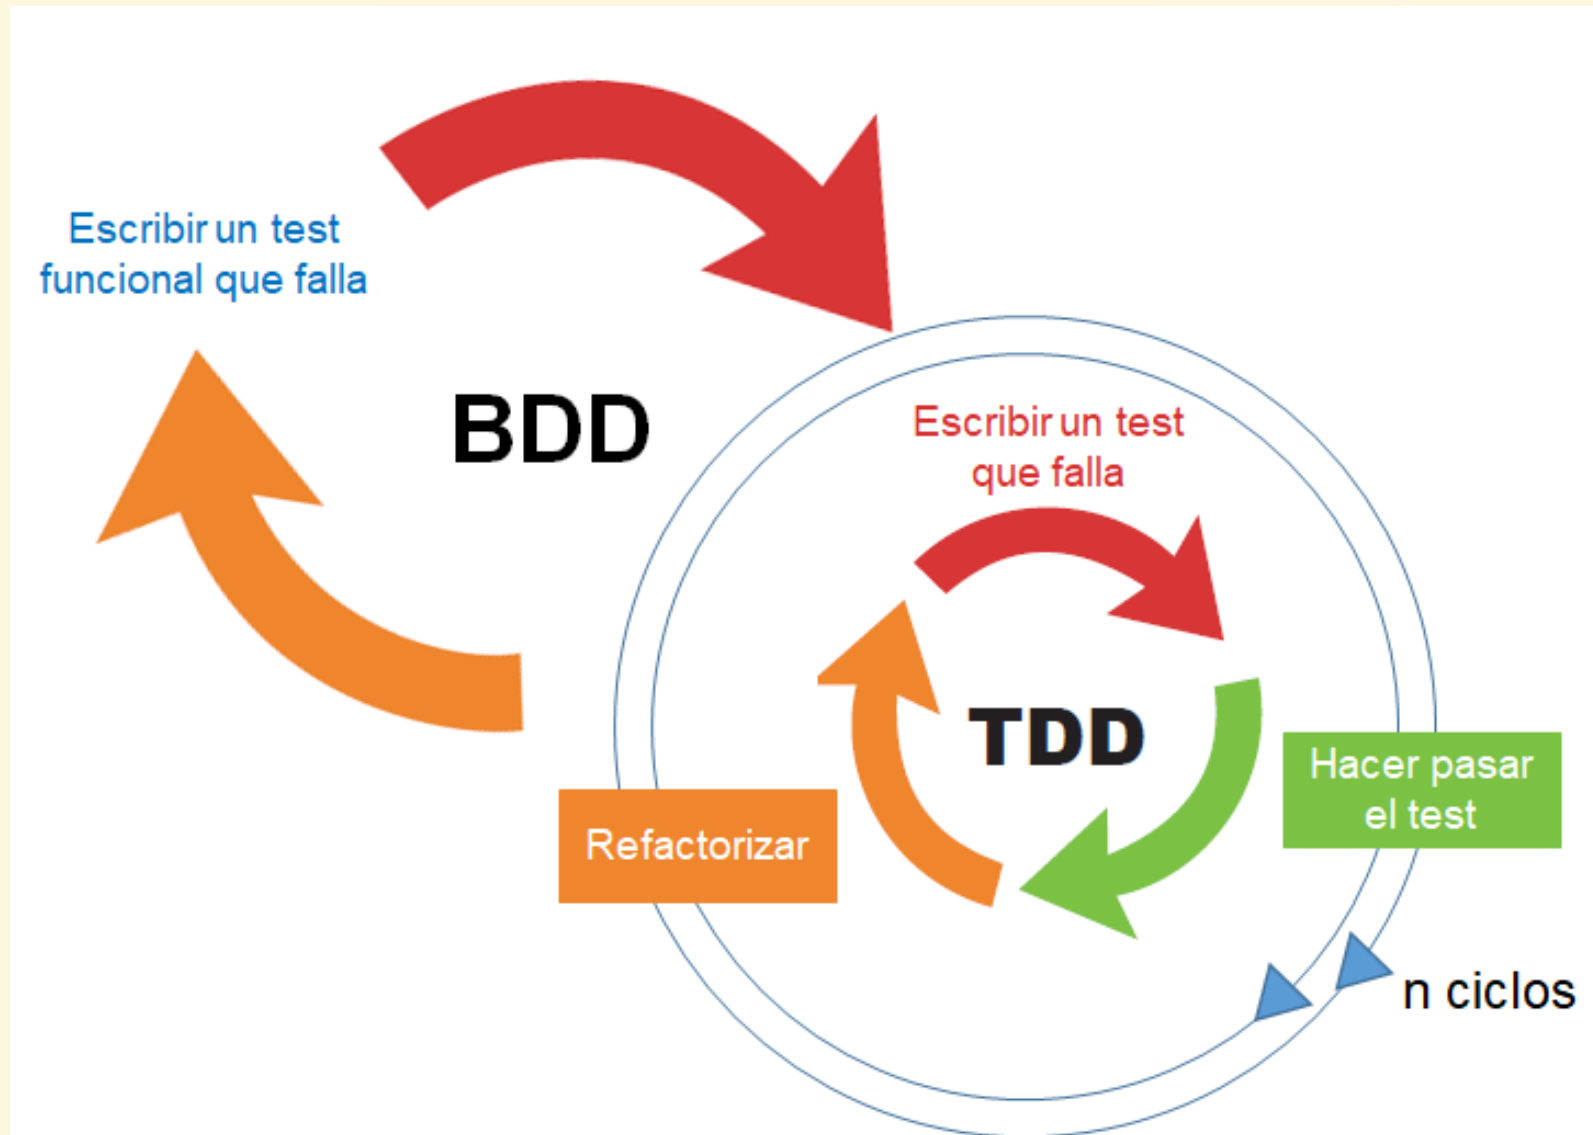 Escribir un test
funcional que falla
BDD
Escribir un test
que falla
TDD
Hacer pasar
el test
Refactorizar
n ciclos